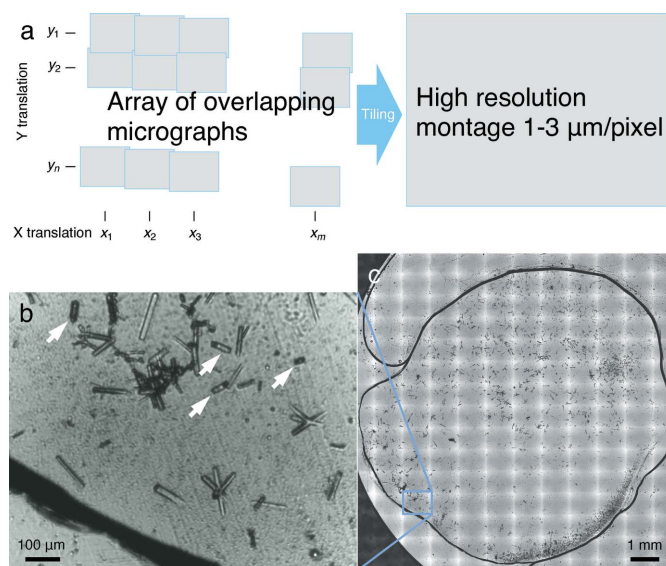 a
y1
y2
yn
Y translation
Array of overlapping
micrographs
Tiling
High resolution
montage 1-3 µm/pixel
X translation x1 x2 x3 xm
b
100 µm
c
1 mm